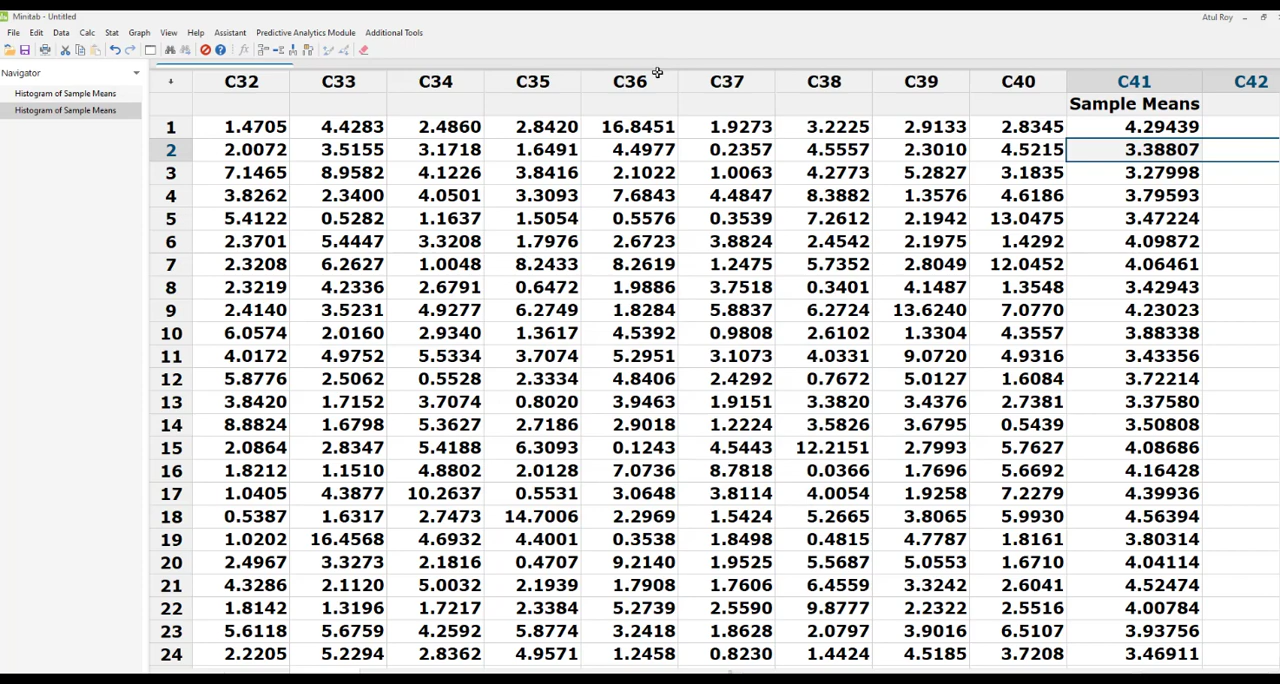 Minitab - Untitled
Atul Roy
File Edit Data Calc Stat Graph View Help Assistant Predictive Analytics Module Additional Tools
Navigator
Histogram of Sample Means
Histogram of Sample Means
C32 C33 C34 C35 C36 C37 C38 C39 C40 C41 C42
Sample Means
1 1.4705 4.4283 2.4860 2.8420 16.8451 1.9273 3.2225 2.9133 2.8345 4.29439
2 2.0072 3.5155 3.1718 1.6491 4.4977 0.2357 4.5557 2.3010 4.5215 3.38807
3 7.1465 8.9582 4.1226 3.8416 2.1022 1.0063 4.2773 5.2827 3.1835 3.27998
4 3.8262 2.3400 4.0501 3.3093 7.6843 4.4847 8.3882 1.3576 4.6186 3.79593
5 5.4122 0.5282 1.1637 1.5054 0.5576 0.3539 7.2612 2.1942 13.0475 3.47224
6 2.3701 5.4447 3.3208 1.7976 2.6723 3.8824 2.4542 2.1975 1.4292 4.09872
7 2.3208 6.2627 1.0048 8.2433 8.2619 1.2475 5.7352 2.8049 12.0452 4.06461
8 2.3219 4.2336 2.6791 0.6472 1.9886 3.7518 0.3401 4.1487 1.3548 3.42943
9 2.4140 3.5231 4.9277 6.2749 1.8284 5.8837 6.2724 13.6240 7.0770 4.23023
10 6.0574 2.0160 2.9340 1.3617 4.5392 0.9808 2.6102 1.3304 4.3557 3.88338
11 4.0172 4.9752 5.5334 3.7074 5.2951 3.1073 4.0331 9.0720 4.9316 3.43356
12 5.8776 2.5062 0.5528 2.3334 4.8406 2.4292 0.7672 5.0127 1.6084 3.72214
13 3.8420 1.7152 3.7074 0.8020 3.9463 1.9151 3.3820 3.4376 2.7381 3.37580
14 8.8824 1.6798 5.3627 2.7186 2.9018 1.2224 3.5826 3.6795 0.5439 3.50808
15 2.0864 2.8347 5.4188 6.3093 0.1243 4.5443 12.2151 2.7993 5.7627 4.08686
16 1.8212 1.1510 4.8802 2.0128 7.0736 8.7818 0.0366 1.7696 5.6692 4.16428
17 1.0405 4.3877 10.2637 0.5531 3.0648 3.8114 4.0054 1.9258 7.2279 4.39936
18 0.5387 1.6317 2.7473 14.7006 2.2969 1.5424 5.2665 3.8065 5.9930 4.56394
19 1.0202 16.4568 4.6932 4.4001 0.3538 1.8498 0.4815 4.7787 1.8161 3.80314
20 2.4967 3.3273 2.1816 0.4707 9.2140 1.9525 5.5687 5.0553 1.6710 4.04114
21 4.3286 2.1120 5.0032 2.1939 1.7908 1.7606 6.4559 3.3242 2.6041 4.52474
22 1.8142 1.3196 1.7217 2.3384 5.2739 2.5590 9.8777 2.2322 2.5516 4.00784
23 5.6118 5.6759 4.2592 5.8774 3.2418 1.8628 2.0797 3.9016 6.5107 3.93756
24 2.2205 5.2294 2.8362 4.9571 1.2458 0.8230 1.4424 4.5185 3.7208 3.46911